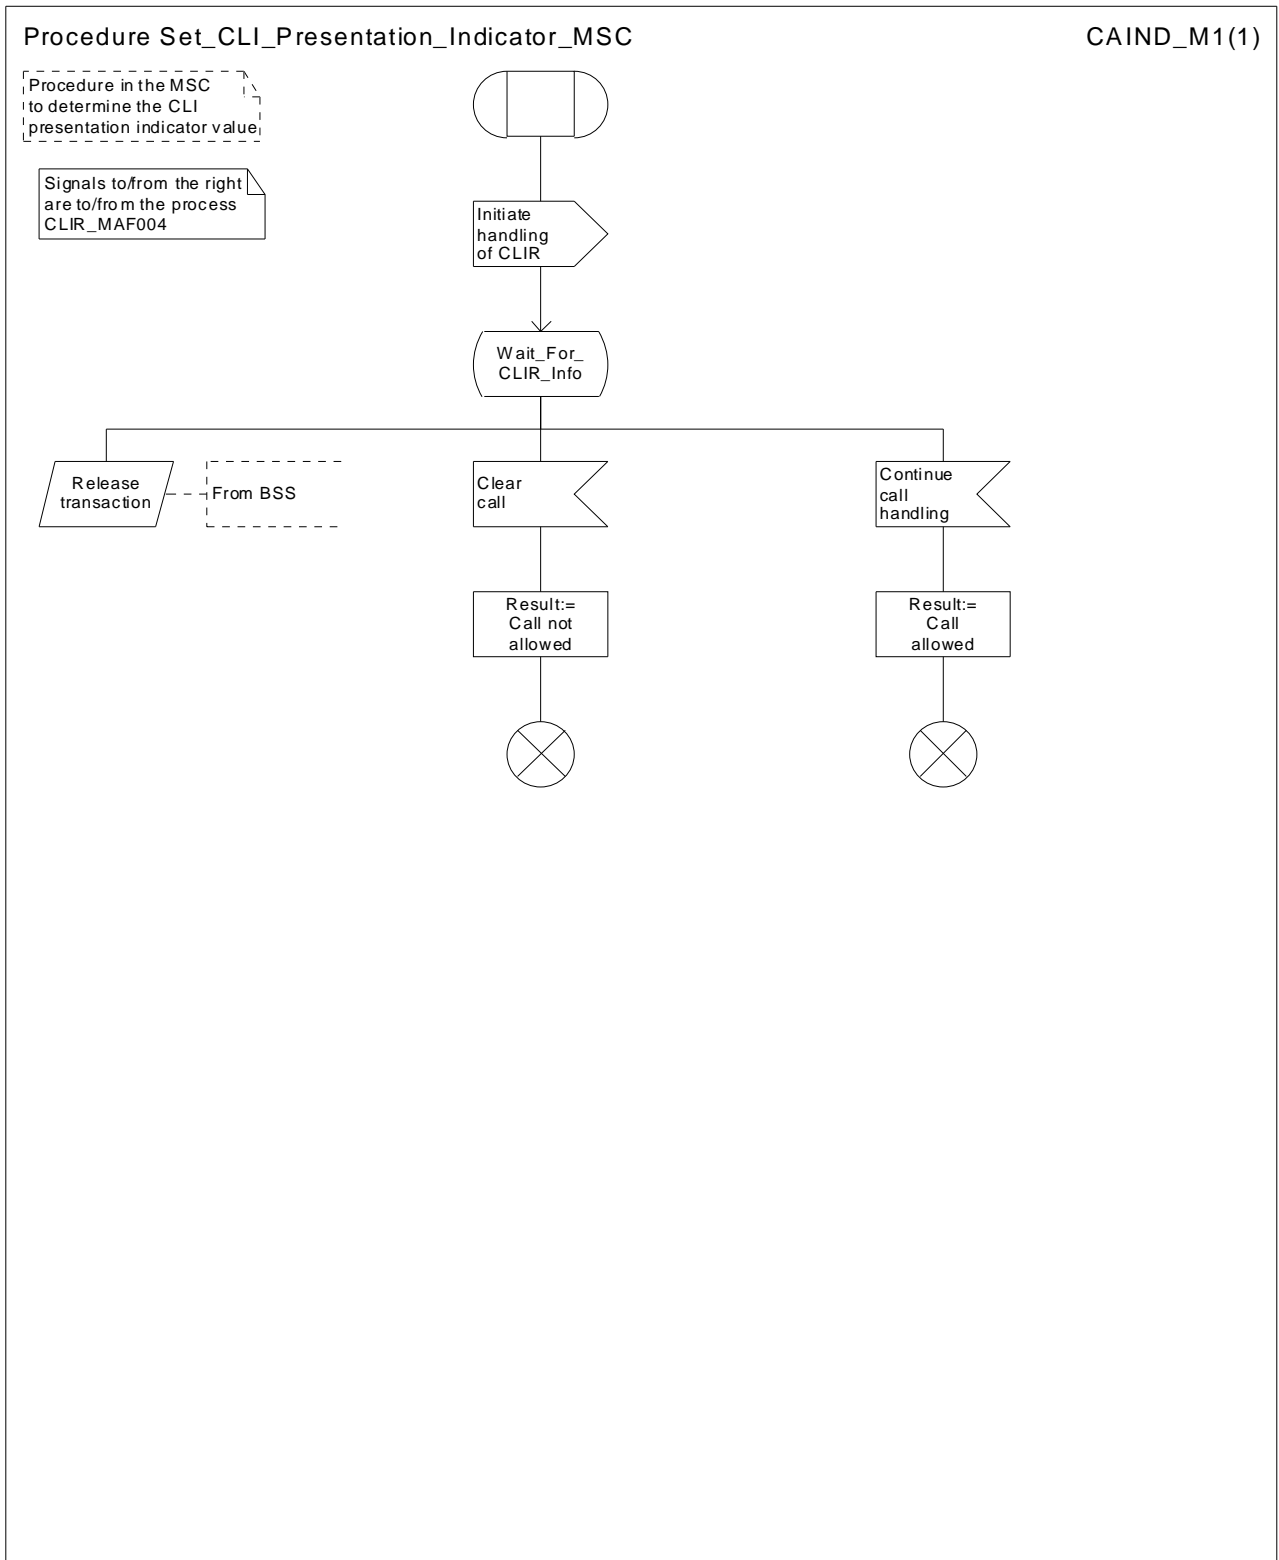 Procedure Set_CLI_Presentation_Indicator_MSC
CAIND_M1(1)
Procedure in the MSC
to determine the CLI
presentation indicator value
Signals to/from the right
are to/from the process
CLIR_MAF004
Initiate
handling
of CLIR
Wait_For_
CLIR_Info
Release
transaction
From BSS
Clear
call
Continue
call
handling
Result:=
Call not
allowed
Result:=
Call
allowed